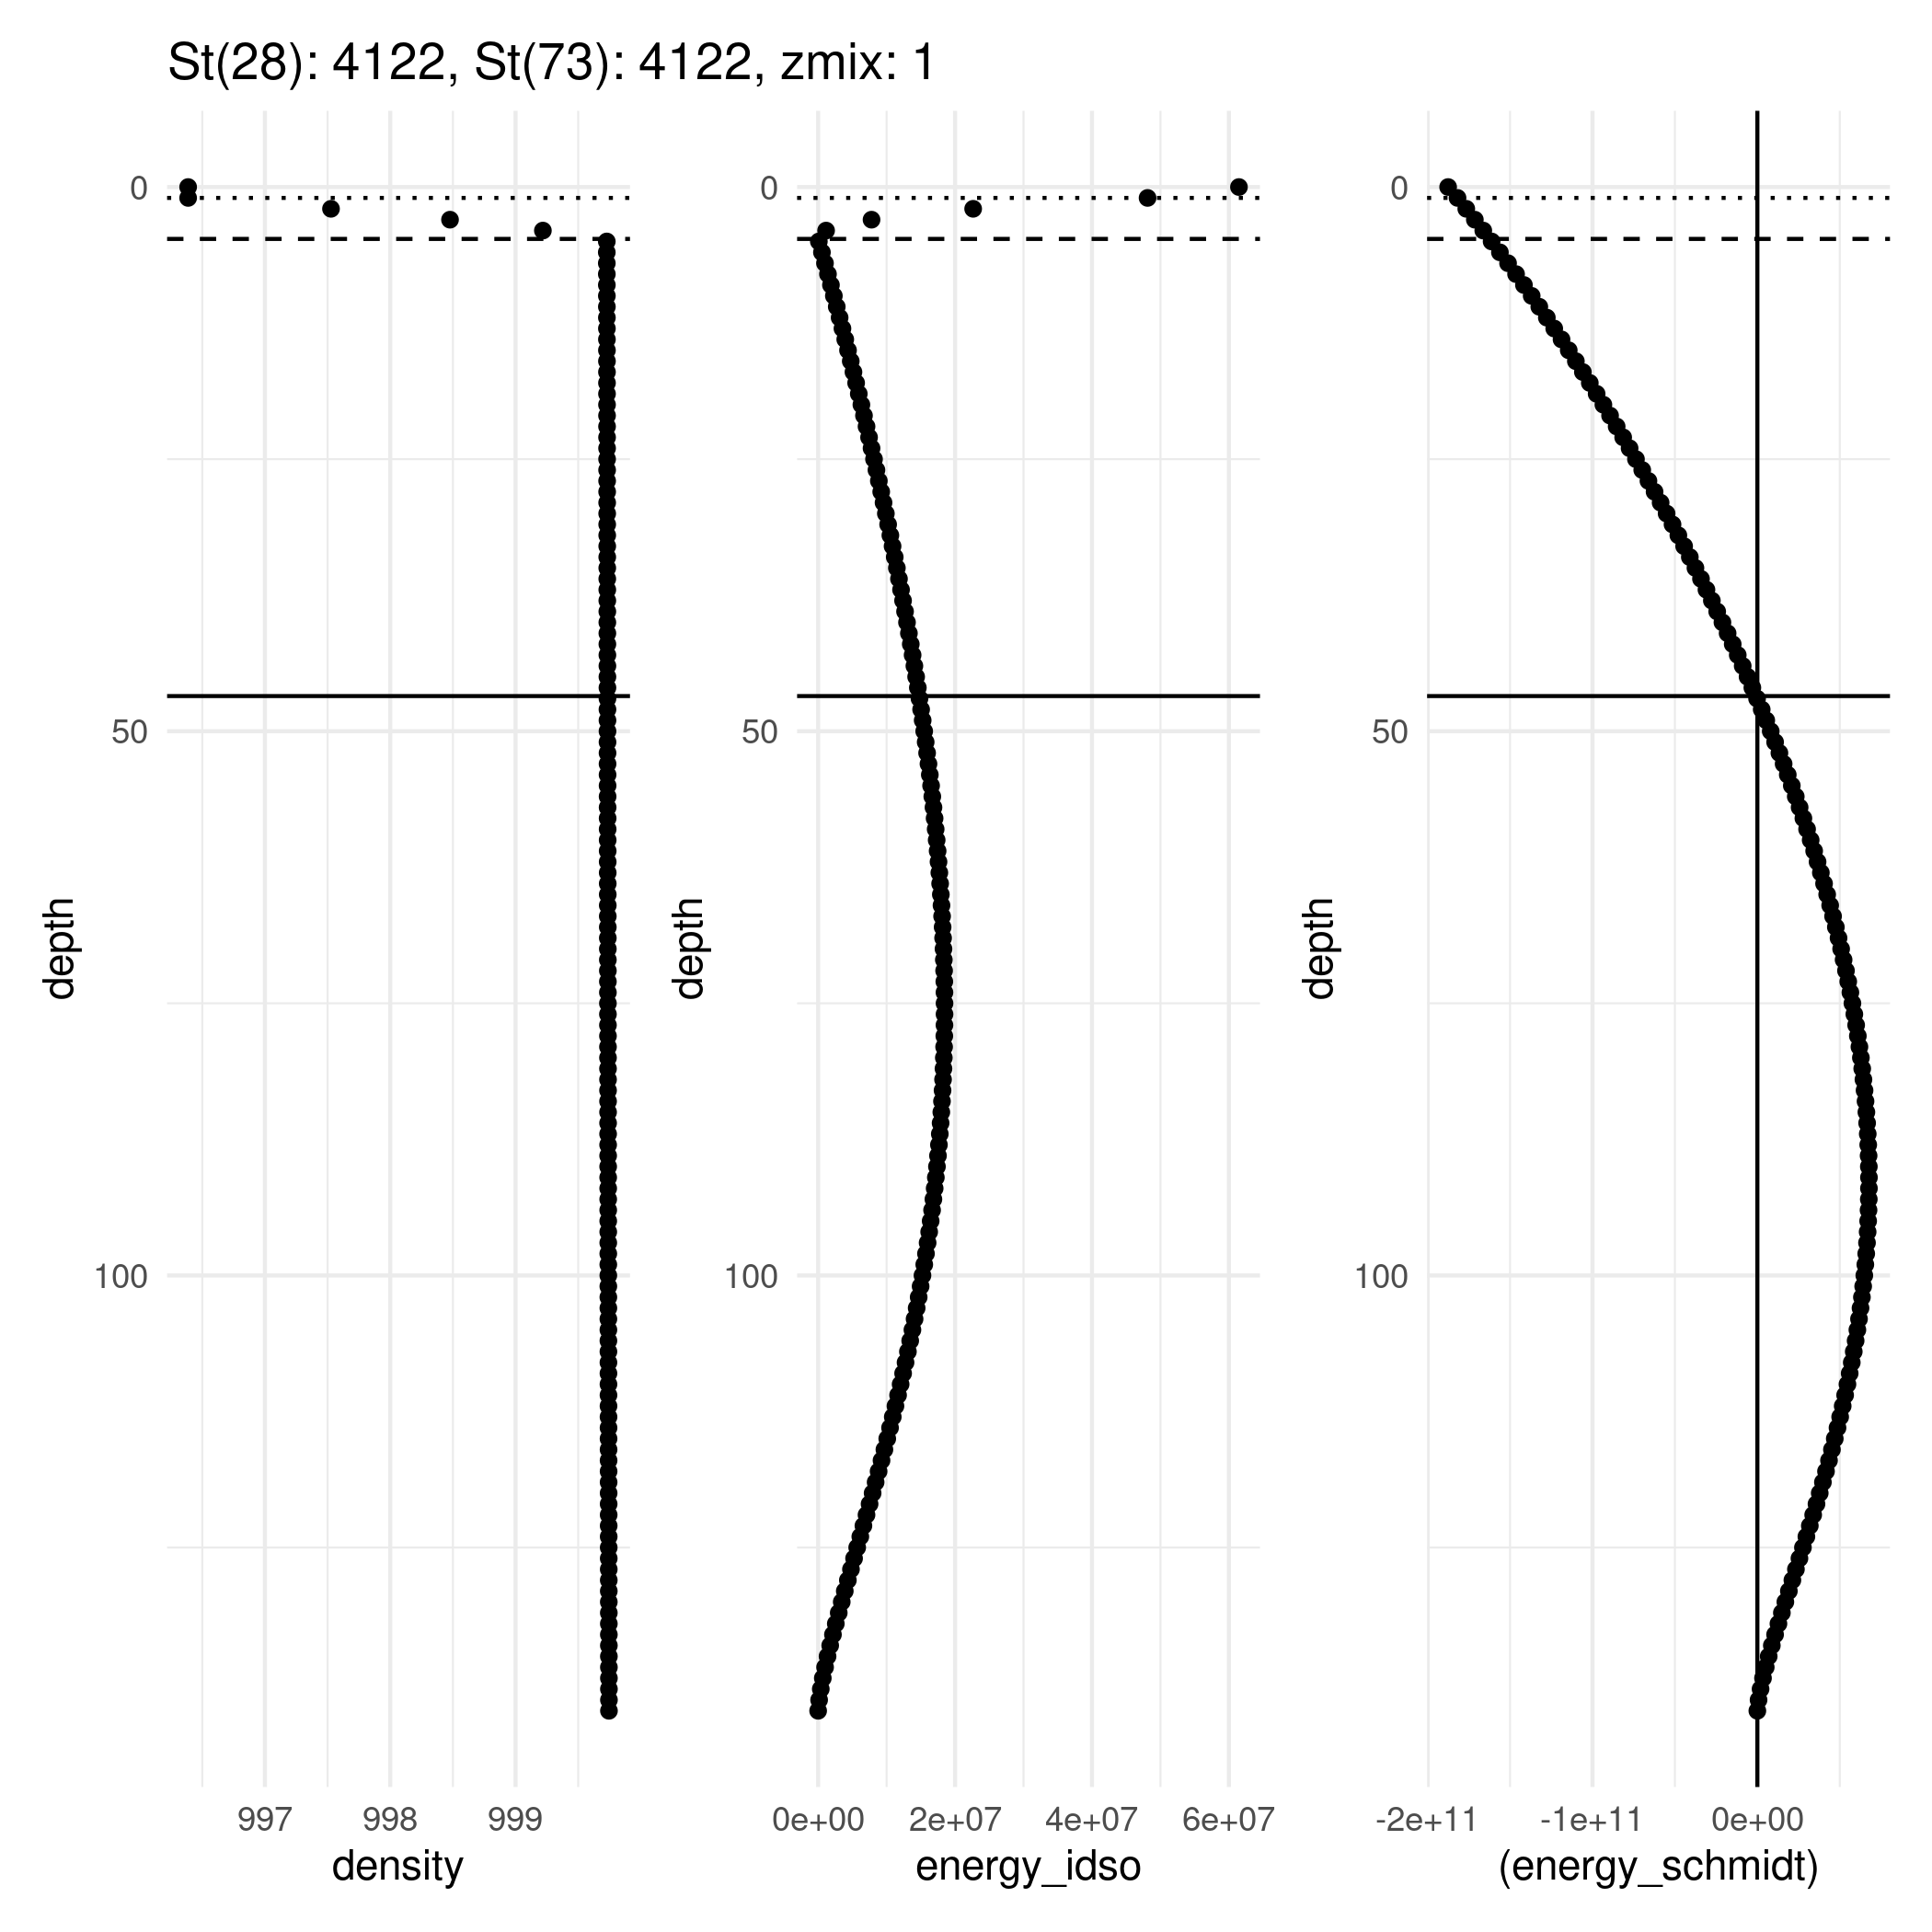 St(28): 4122, St(73): 4122, zmix: 1
0
50
100
depth
997 998 999
density
0
50
100
depth
0e+00 2e+07 4e+07 6e+07
energy_idso
0
50
100
depth
-2e+11 -1e+11 0e+00
(energy_schmidt)